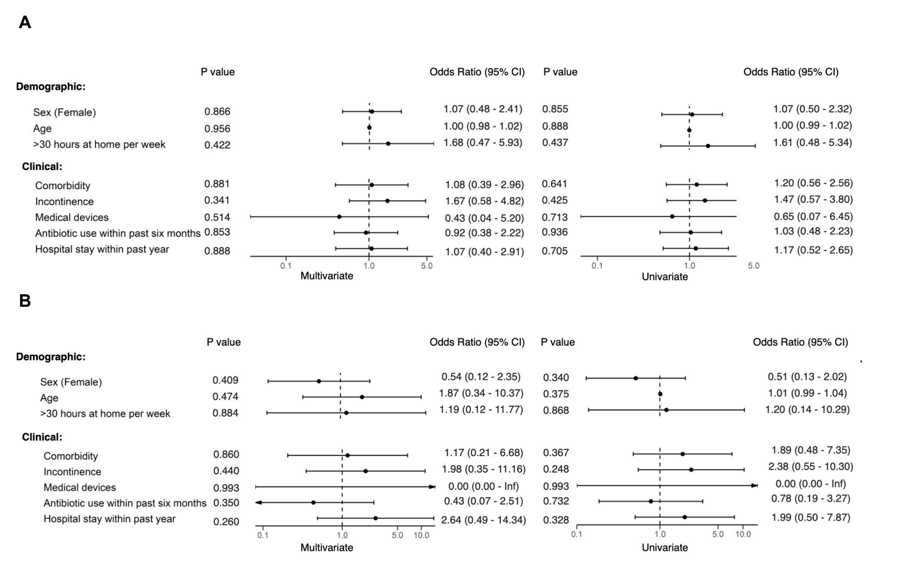 A
P value Odds Ratio (95% CI) P value Odds Ratio (95% CI)
Demographic:
Sex (Female) 0.866 1.07 (0.48 - 2.41) 0.855 1.07 (0.50 - 2.32)
Age 0.956 1.00 (0.98 - 1.02) 0.888 1.00 (0.99 - 1.02)
>30 hours at home per week 0.422 1.68 (0.47 - 5.93) 0.437 1.61 (0.48 - 5.34)
Clinical:
Comorbidity 0.881 1.08 (0.39 - 2.96) 0.641 1.20 (0.56 - 2.56)
Incontinence 0.341 1.67 (0.58 - 4.82) 0.425 1.47 (0.57 - 3.80)
Medical devices 0.514 0.43 (0.04 - 5.20) 0.713 0.65 (0.07 - 6.45)
Antibiotic use within past six months 0.853 0.92 (0.38 - 2.22) 0.936 1.03 (0.48 - 2.23)
Hospital stay within past year 0.888 1.07 (0.40 - 2.91) 0.705 1.17 (0.52 - 2.65)
0.1 1.0 5.0 0.1 1.0 5.0
Multivariate Univariate
B
P value Odds Ratio (95% CI) P value Odds Ratio (95% CI)
Demographic:
Sex (Female) 0.409 0.54 (0.12 - 2.35) 0.340 0.51 (0.13 - 2.02)
Age 0.474 1.87 (0.34 - 10.37) 0.375 1.01 (0.99 - 1.04)
>30 hours at home per week 0.884 1.19 (0.12 - 11.77) 0.868 1.20 (0.14 - 10.29)
Clinical:
Comorbidity 0.860 1.17 (0.21 - 6.68) 0.367 1.89 (0.48 - 7.35)
Incontinence 0.440 1.98 (0.35 - 11.16) 0.248 2.38 (0.55 - 10.30)
Medical devices 0.993 0.00 (0.00 - Inf) 0.993 0.00 (0.00 - Inf)
Antibiotic use within past six months 0.350 0.43 (0.07 - 2.51) 0.732 0.78 (0.19 - 3.27)
Hospital stay within past year 0.260 2.64 (0.49 - 14.34) 0.328 1.99 (0.50 - 7.87)
0.1 1.0 5.0 10.0 0.1 1.0 5.0 10.0
Multivariate Univariate